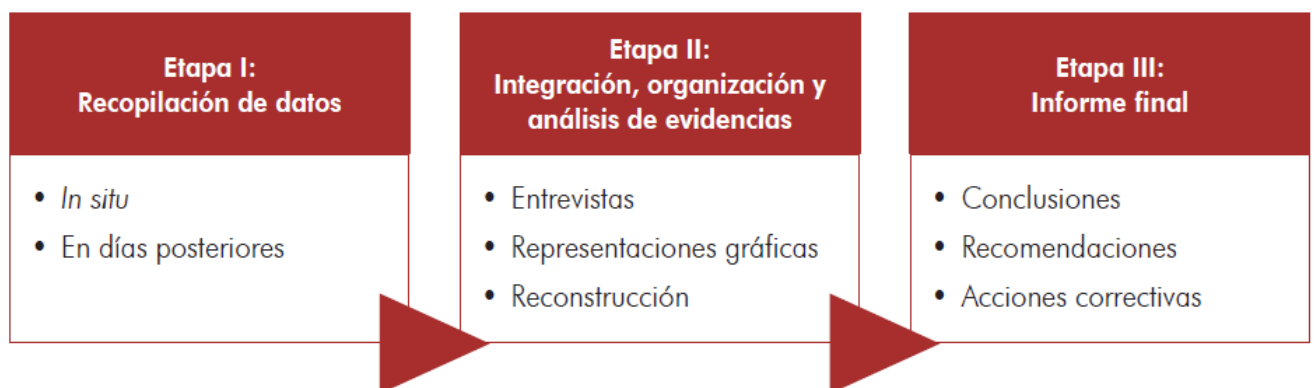 Etapa I:
Recopilación de datos
• In situ
• En días posteriores
Etapa II:
Integración, organización y
análisis de evidencias
• Entrevistas
• Representaciones gráficas
• Reconstrucción
Etapa III:
Informe final
• Conclusiones
• Recomendaciones
• Acciones correctivas